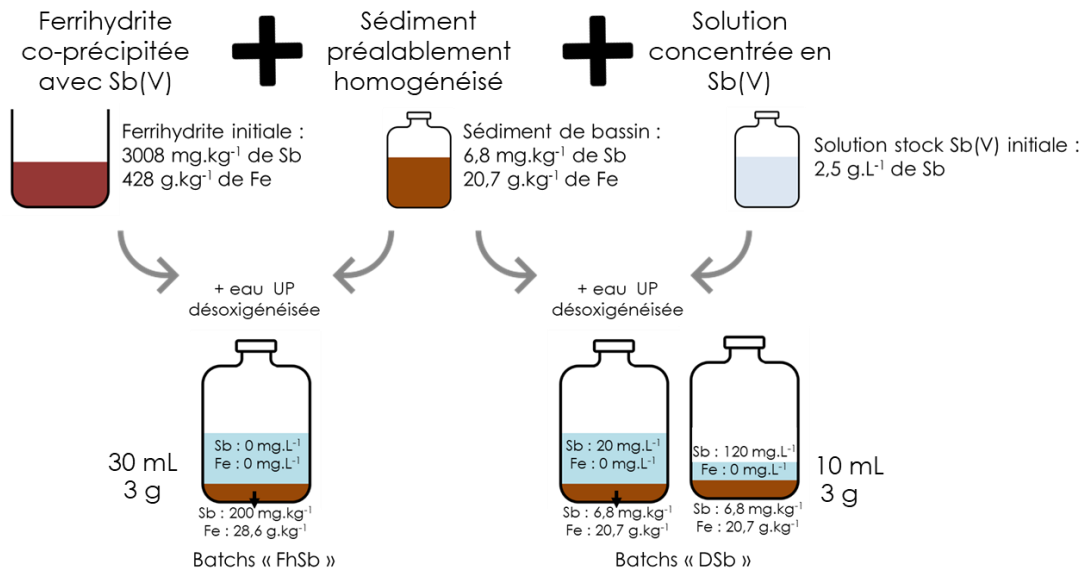 Ferrihydrite
co-précipitée
avec Sb(V)
Sédiment
préalablement
homogénéisé
Solution
concentrée en
Sb(V)
Ferrihydrite initiale :
3008 mg.kg⁻¹ de Sb
428 g.kg⁻¹ de Fe
Sédiment de bassin :
6,8 mg.kg⁻¹ de Sb
20,7 g.kg⁻¹ de Fe
Solution stock Sb(V) initiale :
2,5 g.L⁻¹ de Sb
+ eau UP
désoxigénéisée
+ eau UP
désoxigénéisée
30 mL
3 g
Sb : 0 mg.L⁻¹
Fe : 0 mg.L⁻¹
Sb : 200 mg.kg⁻¹
Fe : 28,6 g.kg⁻¹
Batchs « FhSb »
Sb : 20 mg.L⁻¹
Fe : 0 mg.L⁻¹
Sb : 6,8 mg.kg⁻¹
Fe : 20,7 g.kg⁻¹
Sb : 120 mg.L⁻¹
Fe : 0 mg.L⁻¹
Sb : 6,8 mg.kg⁻¹
Fe : 20,7 g.kg⁻¹
10 mL
3 g
Batchs « DSb »